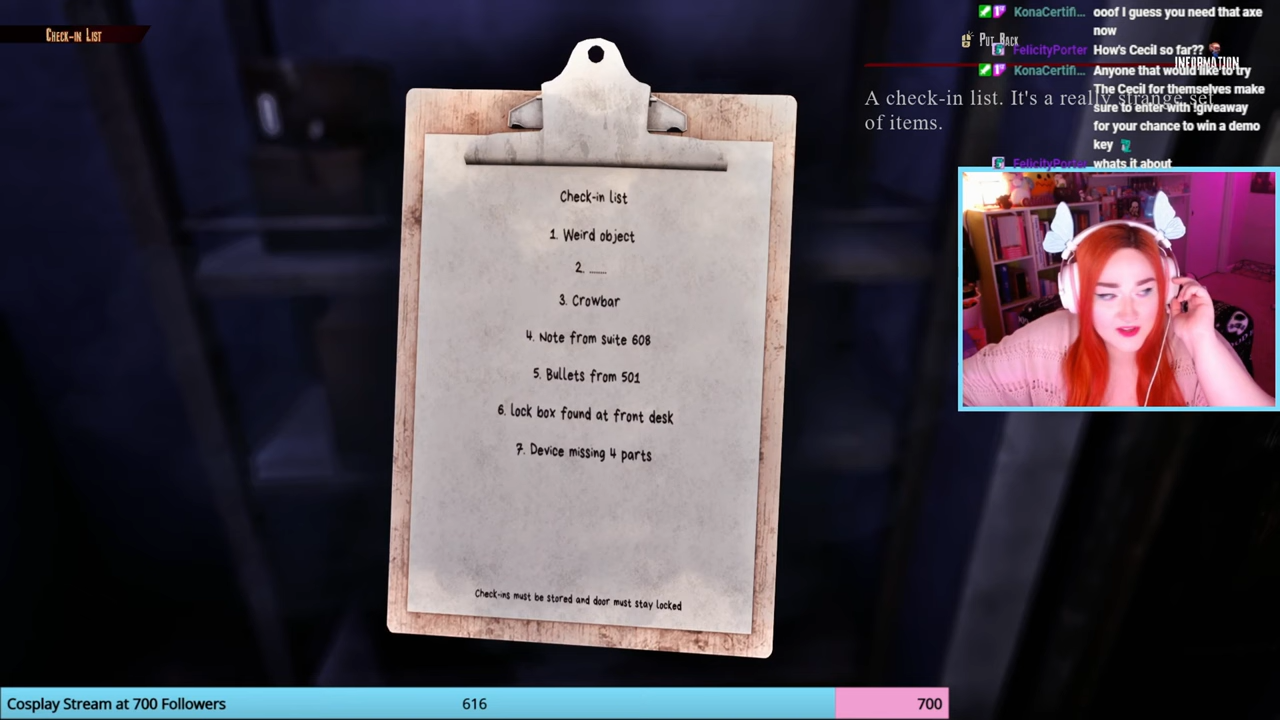 Check-in List
Check-in list
1. Weird object
2. .......
3. Crowbar
4. Note from suite 608
5. Bullets from 501
6. lock box found at front desk
7. Device missing 4 parts
Check-ins must be stored and door must stay locked
Put Back
INFORMATION
A check-in list. It's a really strange set
of items.
KonaCertifi... ooof I guess you need that axe
now
FelicityPorter How's Cecil so far??
KonaCertifi... Anyone that would like to try
The Cecil for themselves make
sure to enter with !giveaway
for your chance to win a demo
key
FelicityPorter whats it about
Cosplay Stream at 700 Followers 616 700